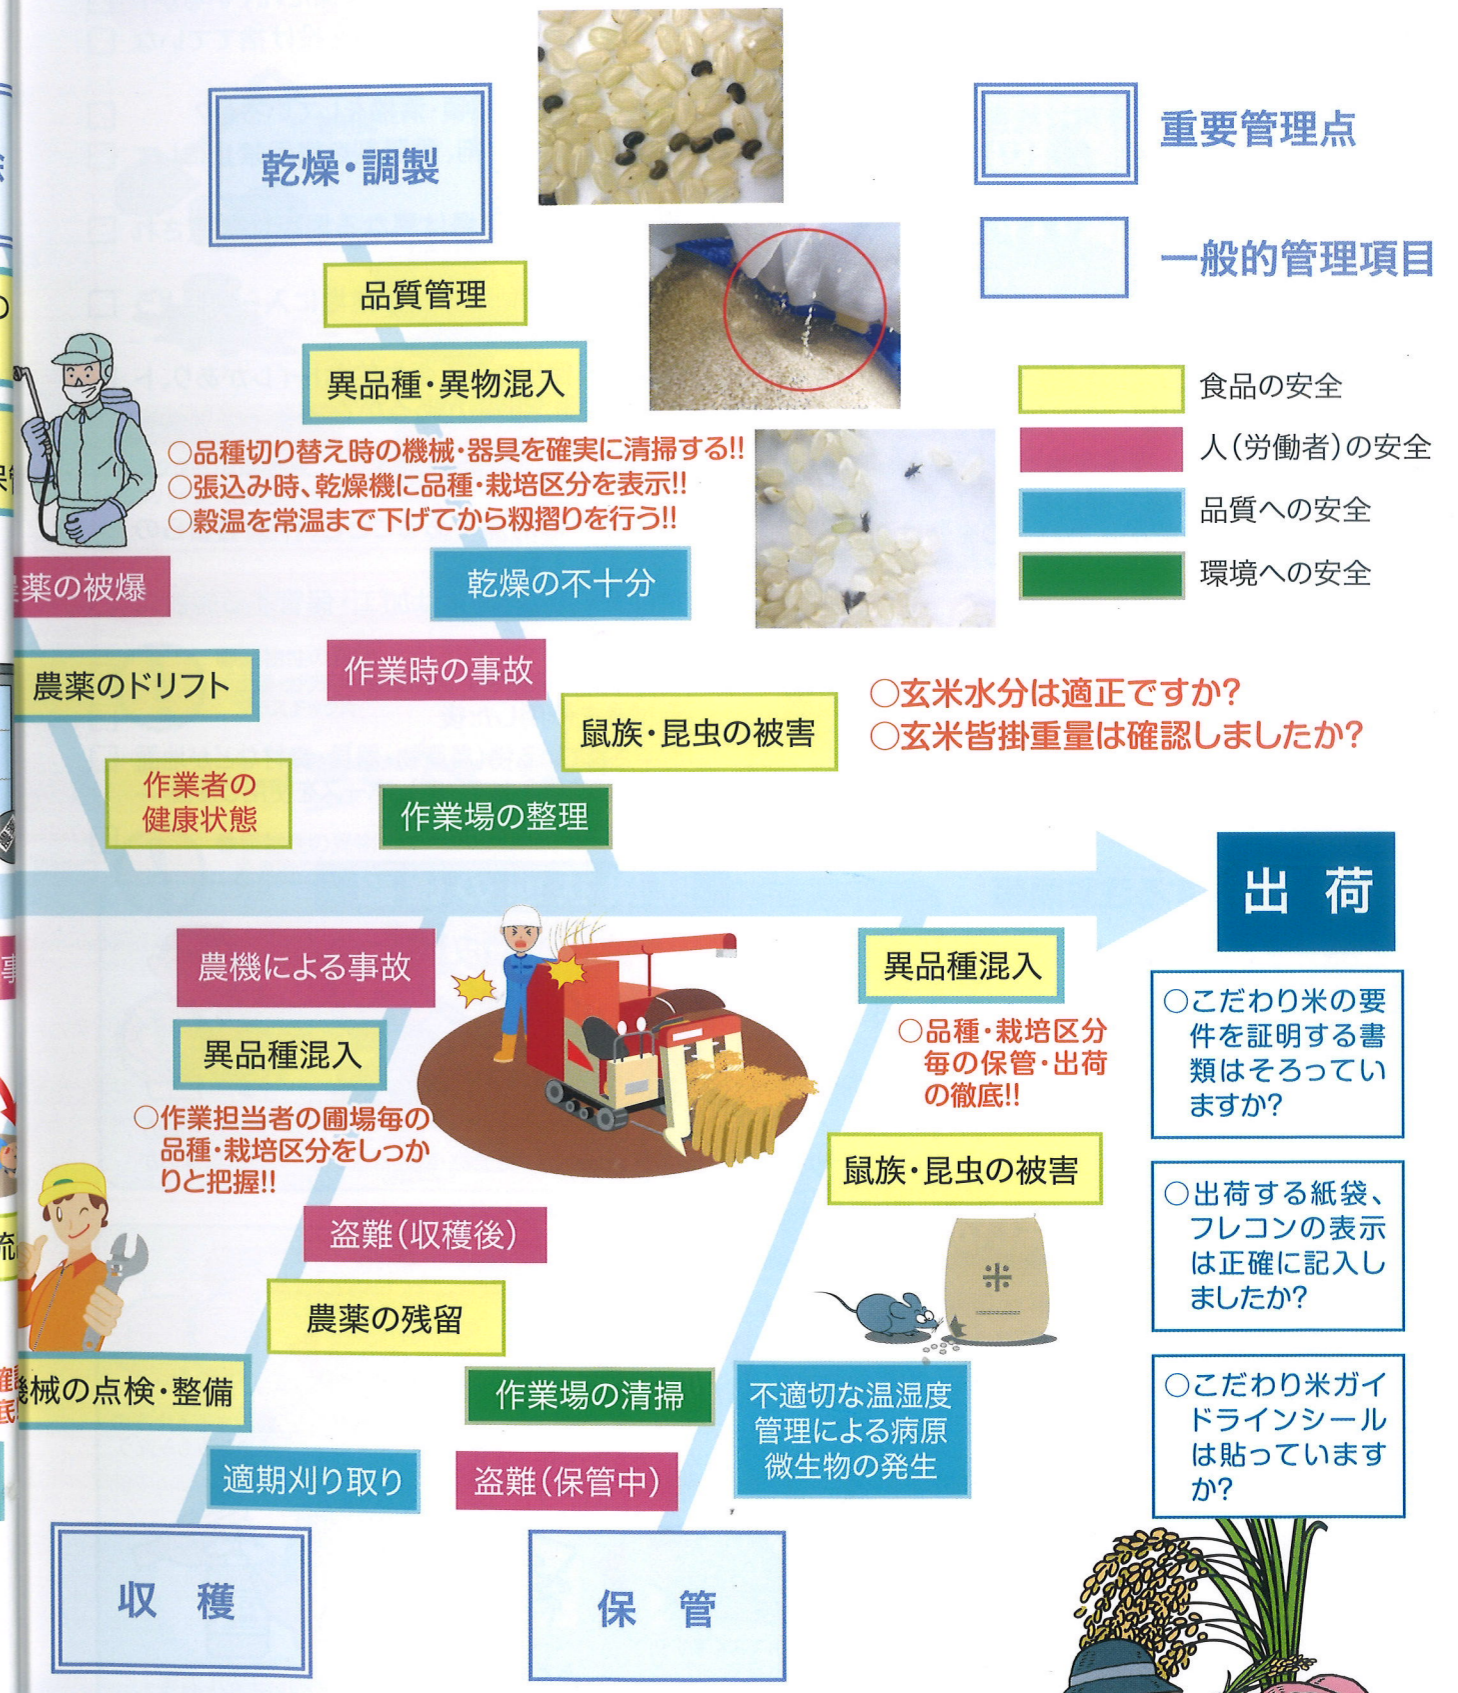 乾燥・調製
重要管理点
一般的管理項目
品質管理
異品種・異物混入
食品の安全
人(労働者)の安全
品質への安全
環境への安全
○品種切り替え時の機械・器具を確実に清掃する!!
○張込み時、乾燥機に品種・栽培区分を表示!!
○穀温を常温まで下げてから籾摺りを行う!!
薬の被爆
乾燥の不十分
農薬のドリフト
作業時の事故
鼠族・昆虫の被害
○玄米水分は適正ですか?
○玄米皆掛重量は確認しましたか?
作業者の
健康状態
作業場の整理
出荷
農機による事故
異品種混入
○作業担当者の圃場毎の
品種・栽培区分をしっか
りと把握!!
異品種混入
○品種・栽培区分
毎の保管・出荷
の徹底!!
○こだわり米の要
件を証明する書
類はそろってい
ますか?
鼠族・昆虫の被害
盗難(収穫後)
○出荷する紙袋、
フレコンの表示
は正確に記入し
ましたか?
米
農薬の残留
機械の点検・整備
作業場の清掃
不適切な温湿度
管理による病原
微生物の発生
○こだわり米ガイ
ドラインシール
は貼っています
か?
適期刈り取り
盗難(保管中)
収穫
保管